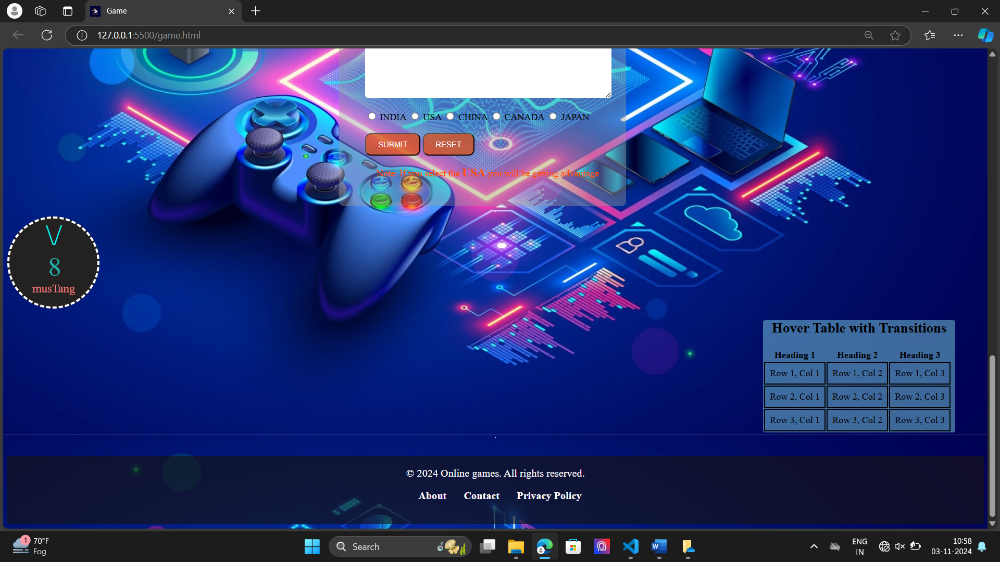 Game
127.0.0.1:5500/game.html
INDIA USA CHINA CANADA JAPAN
SUBMIT RESET
Note: If you select the USA you will be getting advantage
V
8
musTang
Hover Table with Transitions
Heading 1 Heading 2 Heading 3
Row 1, Col 1 Row 1, Col 2 Row 1, Col 3
Row 2, Col 1 Row 2, Col 2 Row 2, Col 3
Row 3, Col 1 Row 3, Col 2 Row 3, Col 3
© 2024 Online games. All rights reserved.
About Contact Privacy Policy
1
70°F
Fog
Search
ENG
IN
10:58
03-11-2024